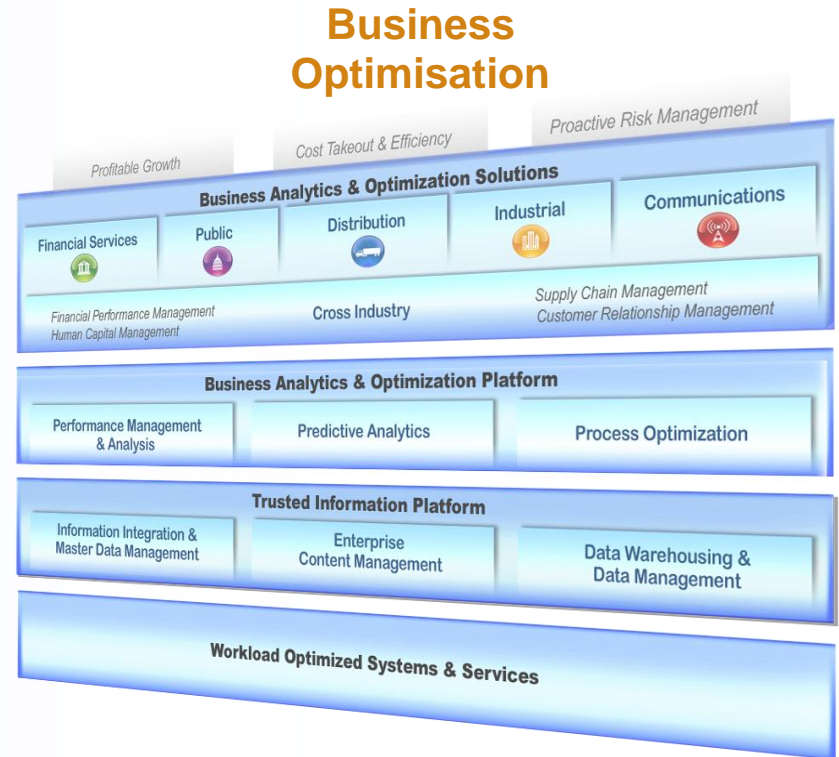 Business
Optimisation
Profitable Growth
Cost Takeout & Efficiency
Proactive Risk Management
Business Analytics & Optimization Solutions
Financial Services
Public
Distribution
Industrial
Communications
Financial Performance Management
Human Capital Management
Cross Industry
Supply Chain Management
Customer Relationship Management
Business Analytics & Optimization Platform
Performance Management
& Analysis
Predictive Analytics
Process Optimization
Trusted Information Platform
Information Integration &
Master Data Management
Enterprise
Content Management
Data Warehousing &
Data Management
Workload Optimized Systems & Services